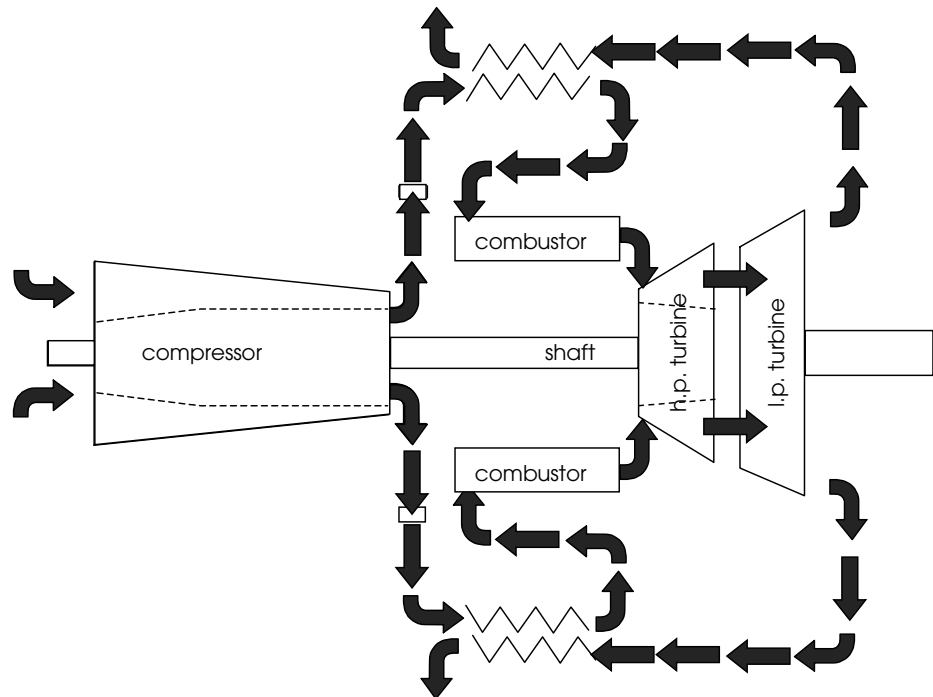 combustor
compressor
shaft
h.p. turbine
l.p. turbine
combustor